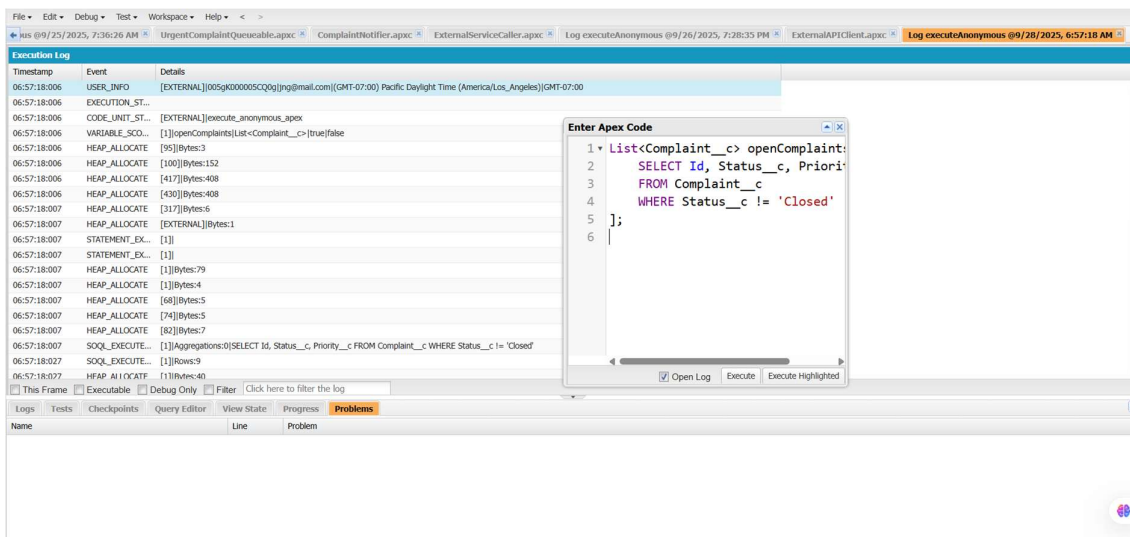 File Edit Debug Test Workspace Help < >
us @9/25/2025, 7:36:26 AM UrgentComplaintQueueable.apxc ComplaintNotifier.apxc ExternalServiceCaller.apxc Log executeAnonymous @9/26/2025, 7:28:35 PM ExternalAPIClient.apxc Log executeAnonymous @9/28/2025, 6:57:18 AM
Execution Log
Timestamp Event Details
06:57:18:006 USER_INFO [EXTERNAL]|005gK000005CQ0g|jng@mail.com|(GMT-07:00) Pacific Daylight Time (America/Los_Angeles)|GMT-07:00
06:57:18:006 EXECUTION_ST...
06:57:18:006 CODE_UNIT_ST... [EXTERNAL]|execute_anonymous_apex
06:57:18:006 VARIABLE_SCO... [1]|openComplaints|List<Complaint__c>|true|false
06:57:18:006 HEAP_ALLOCATE [95]|Bytes:3
06:57:18:006 HEAP_ALLOCATE [100]|Bytes:152
06:57:18:006 HEAP_ALLOCATE [417]|Bytes:408
06:57:18:006 HEAP_ALLOCATE [430]|Bytes:408
06:57:18:007 HEAP_ALLOCATE [317]|Bytes:6
06:57:18:007 HEAP_ALLOCATE [EXTERNAL]|Bytes:1
06:57:18:007 STATEMENT_EX... [1]|
06:57:18:007 STATEMENT_EX... [1]|
06:57:18:007 HEAP_ALLOCATE [1]|Bytes:79
06:57:18:007 HEAP_ALLOCATE [1]|Bytes:4
06:57:18:007 HEAP_ALLOCATE [68]|Bytes:5
06:57:18:007 HEAP_ALLOCATE [74]|Bytes:5
06:57:18:007 HEAP_ALLOCATE [82]|Bytes:7
06:57:18:007 SOQL_EXECUTE... [1]|Aggregations:0|SELECT Id, Status__c, Priority__c FROM Complaint__c WHERE Status__c != 'Closed'
06:57:18:027 SOQL_EXECUTE... [1]|Rows:9
06:57:18:027 HEAP_ALLOCATE [1]|Bytes:40
Enter Apex Code
1 List<Complaint__c> openComplaints
2 SELECT Id, Status__c, Priorit
3 FROM Complaint__c
4 WHERE Status__c != 'Closed'
5 ];
6
Open Log Execute Execute Highlighted
This Frame Executable Debug Only Filter Click here to filter the log
Logs Tests Checkpoints Query Editor View State Progress Problems
Name Line Problem